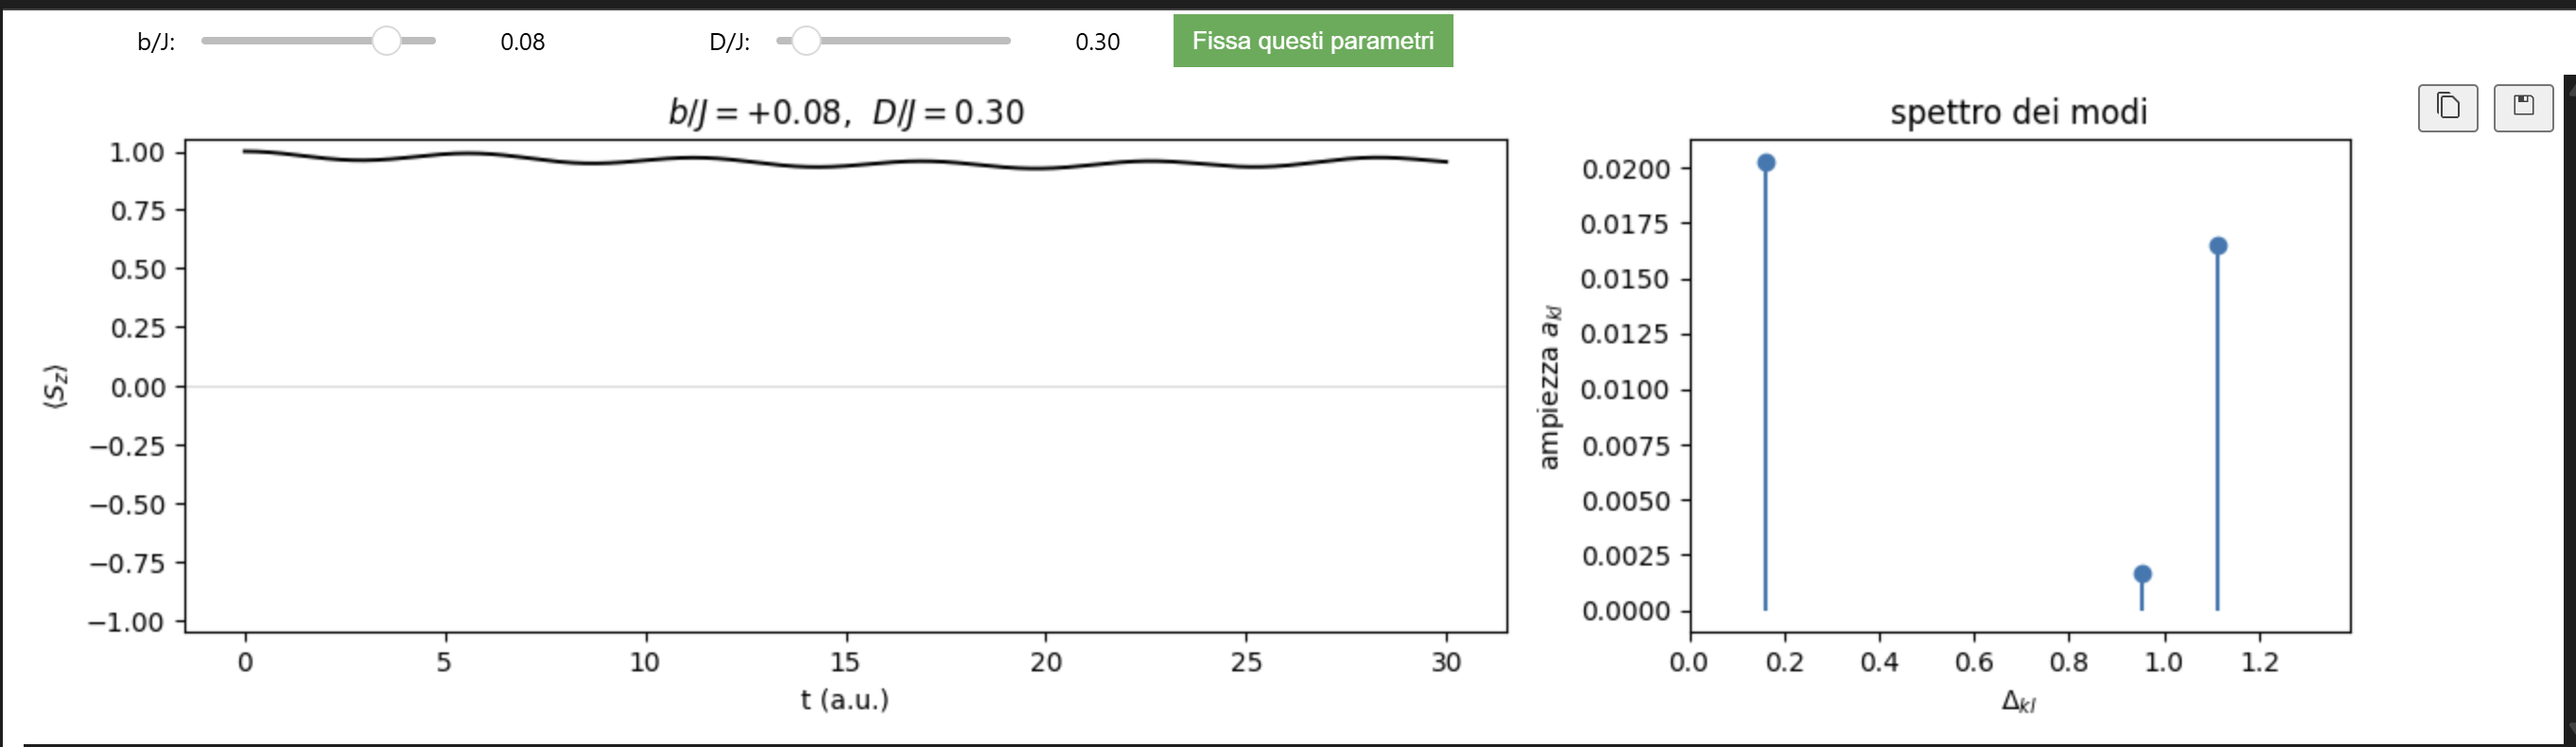 b/J: 0.08 D/J: 0.30 Fissa questi parametri
b/J = +0.08, D/J = 0.30
1.00
0.75
0.50
0.25
0.00
−0.25
−0.50
−0.75
−1.00
⟨Sz⟩
0 5 10 15 20 25 30
t (a.u.)
spettro dei modi
0.0200
0.0175
0.0150
0.0125
0.0100
0.0075
0.0050
0.0025
0.0000
ampiezza akl
0.0 0.2 0.4 0.6 0.8 1.0 1.2
Δkl